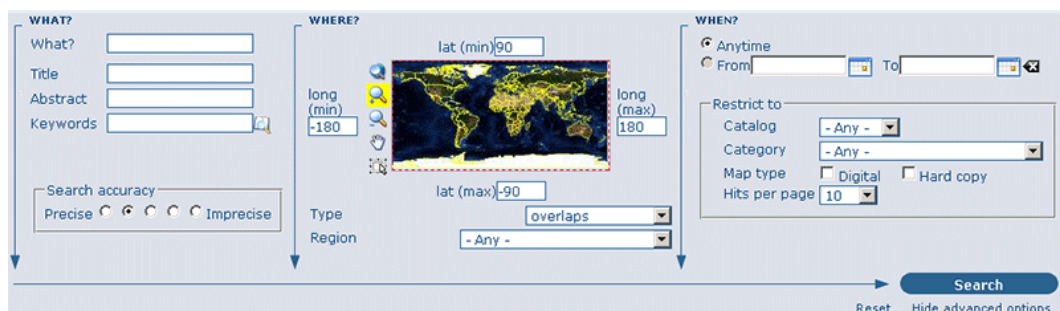 WHAT?
What?
Title
Abstract
Keywords
Search accuracy
Precise Imprecise
WHERE?
lat (min) 90
long (min) -180
long (max) 180
lat (max) -90
Type overlaps
Region - Any -
WHEN?
Anytime
From To
Restrict to
Catalog - Any -
Category - Any -
Map type Digital Hard copy
Hits per page 10
Search
Reset Hide advanced options